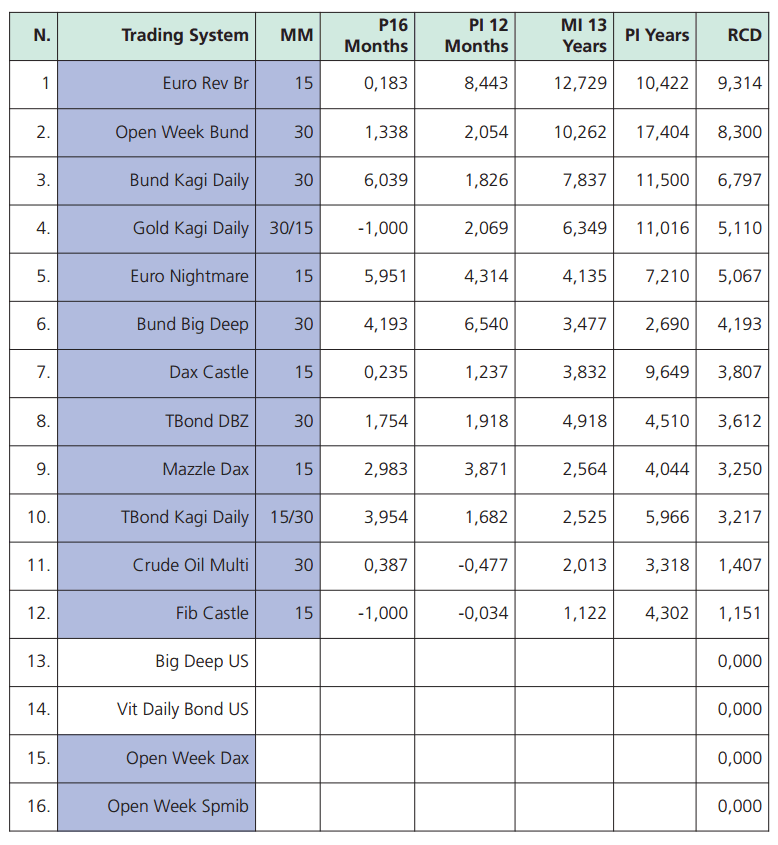 N. Trading System MM P16 Months PI 12 Months MI 13 Years PI Years RCD
1 Euro Rev Br 15 0,183 8,443 12,729 10,422 9,314
2. Open Week Bund 30 1,338 2,054 10,262 17,404 8,300
3. Bund Kagi Daily 30 6,039 1,826 7,837 11,500 6,797
4. Gold Kagi Daily 30/15 -1,000 2,069 6,349 11,016 5,110
5. Euro Nightmare 15 5,951 4,314 4,135 7,210 5,067
6. Bund Big Deep 30 4,193 6,540 3,477 2,690 4,193
7. Dax Castle 15 0,235 1,237 3,832 9,649 3,807
8. TBond DBZ 30 1,754 1,918 4,918 4,510 3,612
9. Mazzle Dax 15 2,983 3,871 2,564 4,044 3,250
10. TBond Kagi Daily 15/30 3,954 1,682 2,525 5,966 3,217
11. Crude Oil Multi 30 0,387 -0,477 2,013 3,318 1,407
12. Fib Castle 15 -1,000 -0,034 1,122 4,302 1,151
13. Big Deep US 0,000
14. Vit Daily Bond US 0,000
15. Open Week Dax 0,000
16. Open Week Spmib 0,000